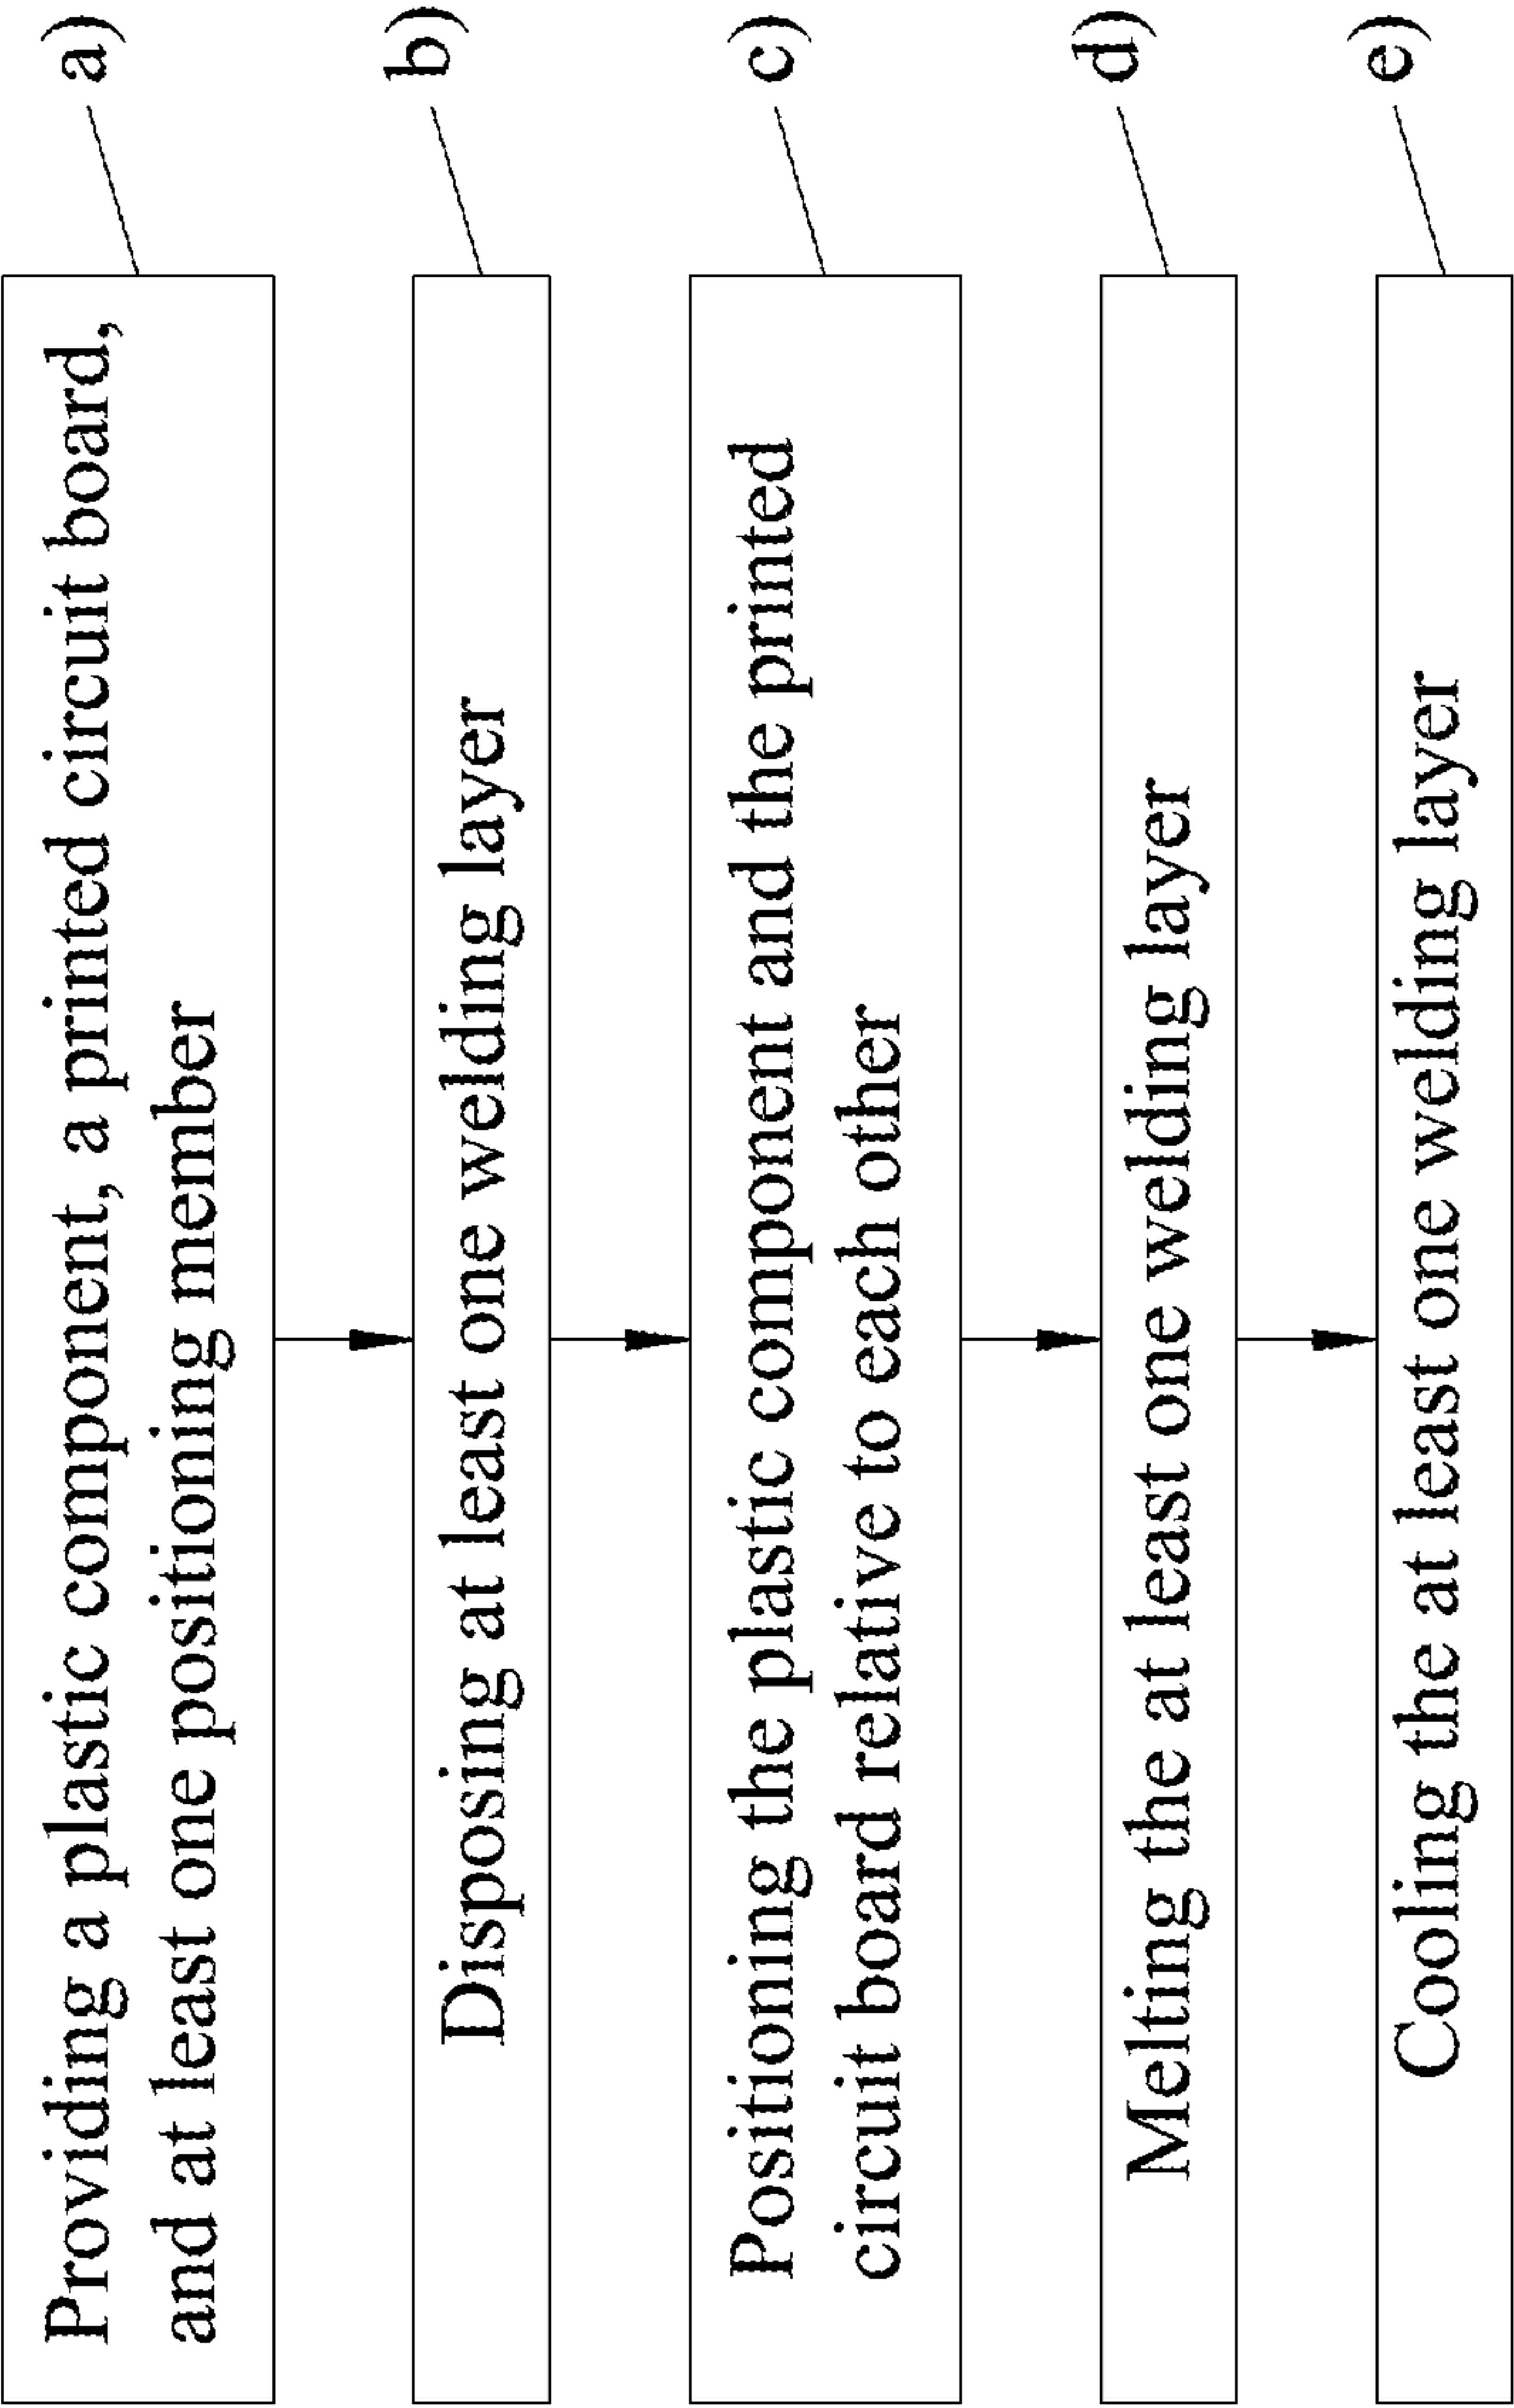 Providing a plastic component, a printed circuit board,
and at least one positioning member
a)
Disposing at least one welding layer
b)
Positioning the plastic component and the printed
circuit board relative to each other
c)
Melting the at least one welding layer
d)
Cooling the at least one welding layer
e)